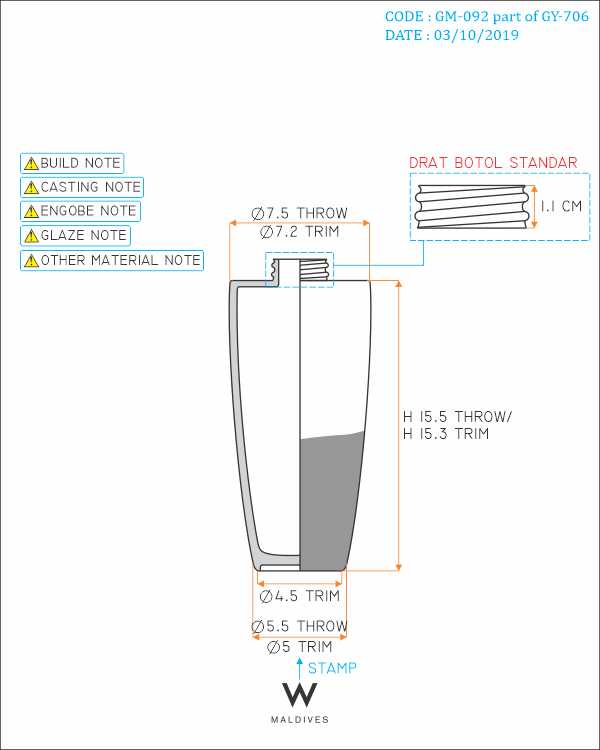 CODE : GM-092 part of GY-706
DATE : 03/10/2019
BUILD NOTE
CASTING NOTE
ENGOBE NOTE
GLAZE NOTE
OTHER MATERIAL NOTE
DRAT BOTOL STANDAR
1.1 CM
Ø7.5 THROW
Ø7.2 TRIM
H 15.5 THROW/
H 15.3 TRIM
Ø4.5 TRIM
Ø5.5 THROW
Ø5 TRIM
STAMP
W
MALDIVES